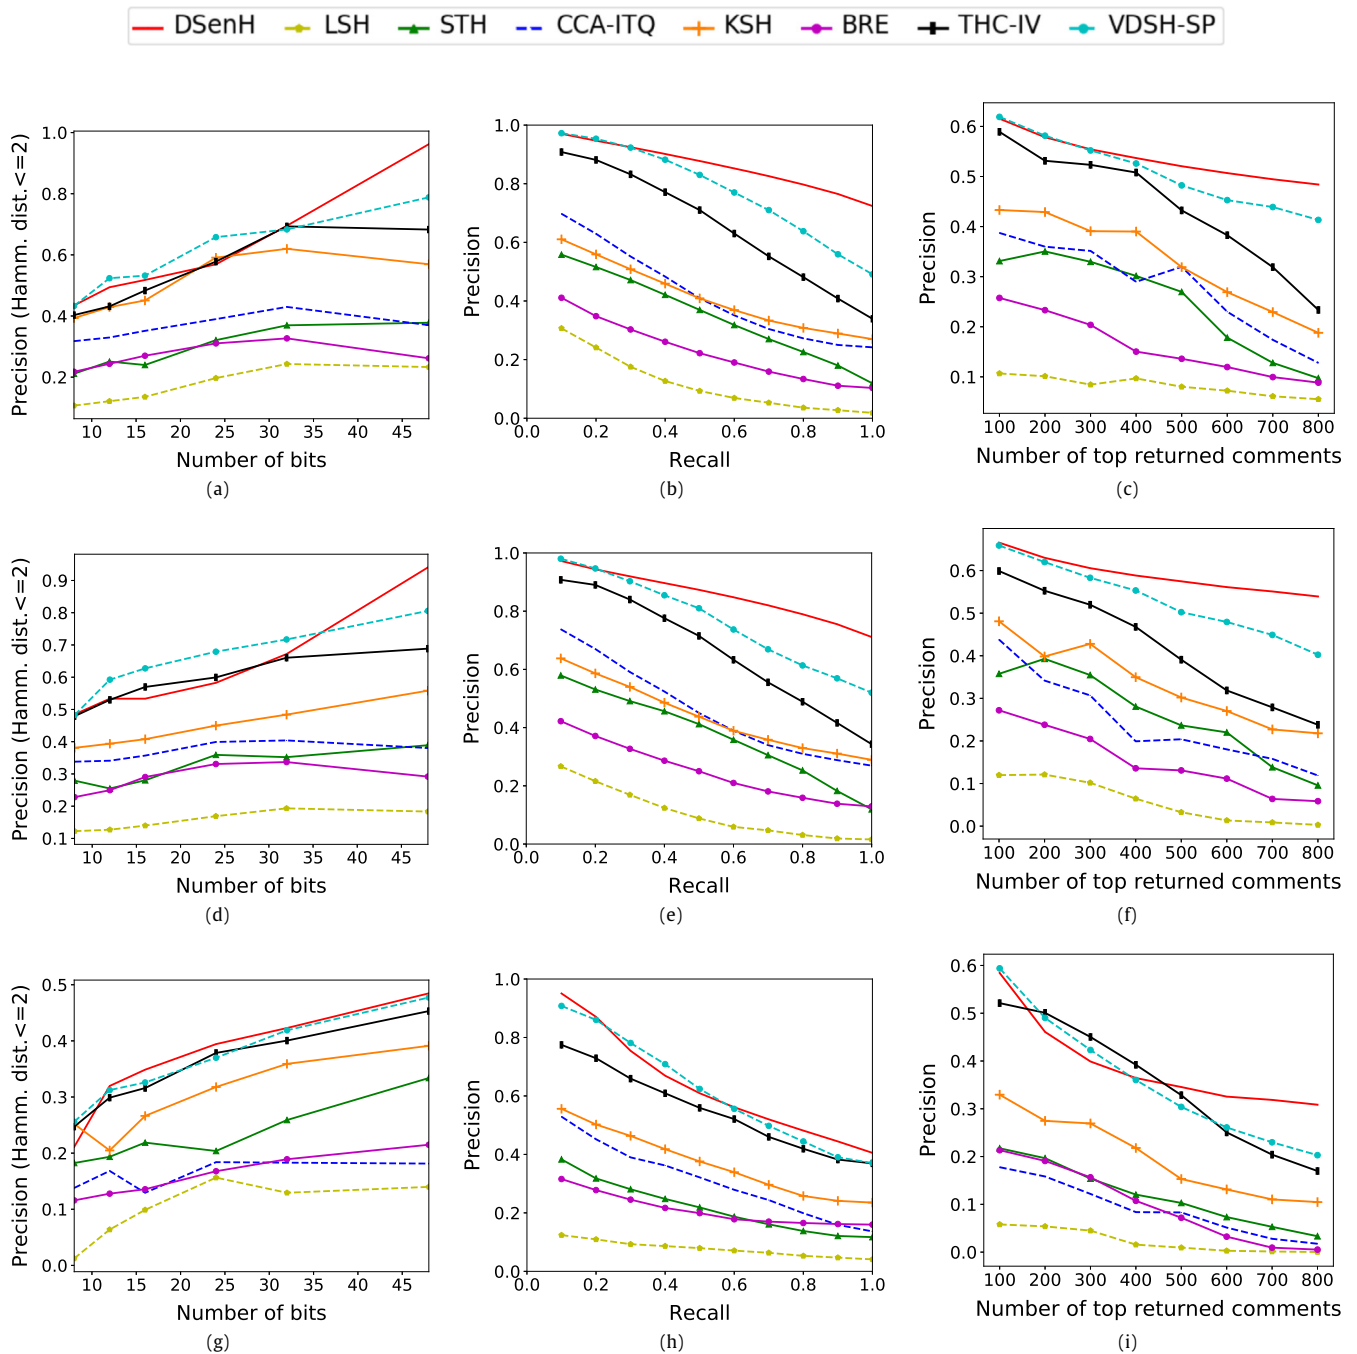 DSenH LSH STH CCA-ITQ KSH BRE THC-IV VDSH-SP
Precision (Hamm. dist.<=2)
1.0
0.8
0.6
0.4
0.2
10 15 20 25 30 35 40 45
Number of bits
(a)
Precision
1.0
0.8
0.6
0.4
0.2
0.0
0.0 0.2 0.4 0.6 0.8 1.0
Recall
(b)
Precision
0.6
0.5
0.4
0.3
0.2
0.1
100 200 300 400 500 600 700 800
Number of top returned comments
(c)
Precision (Hamm. dist.<=2)
0.9
0.8
0.7
0.6
0.5
0.4
0.3
0.2
0.1
10 15 20 25 30 35 40 45
Number of bits
(d)
Precision
1.0
0.8
0.6
0.4
0.2
0.0
0.0 0.2 0.4 0.6 0.8 1.0
Recall
(e)
Precision
0.6
0.5
0.4
0.3
0.2
0.1
0.0
100 200 300 400 500 600 700 800
Number of top returned comments
(f)
Precision (Hamm. dist.<=2)
0.5
0.4
0.3
0.2
0.1
0.0
10 15 20 25 30 35 40 45
Number of bits
(g)
Precision
1.0
0.8
0.6
0.4
0.2
0.0
0.0 0.2 0.4 0.6 0.8 1.0
Recall
(h)
Precision
0.6
0.5
0.4
0.3
0.2
0.1
0.0
100 200 300 400 500 600 700 800
Number of top returned comments
(i)